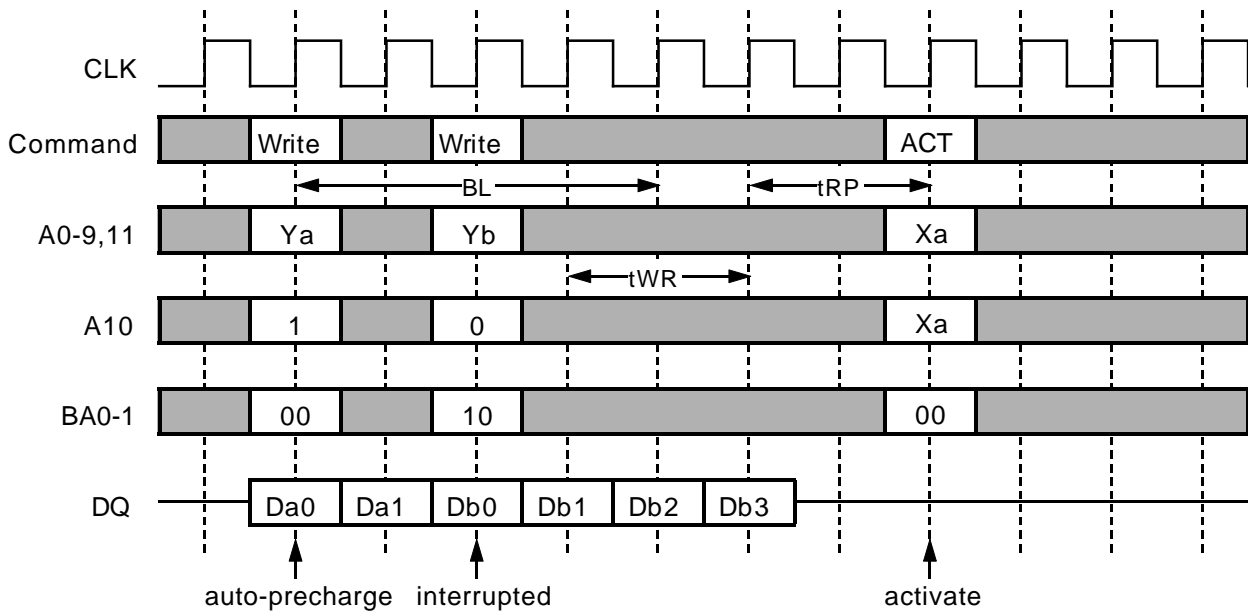 CLK
Command Write Write ACT
BL tRP
A0-9,11 Ya Yb Xa
tWR
A10 1 0 Xa
BA0-1 00 10 00
DQ Da0 Da1 Db0 Db1 Db2 Db3
auto-precharge interrupted activate